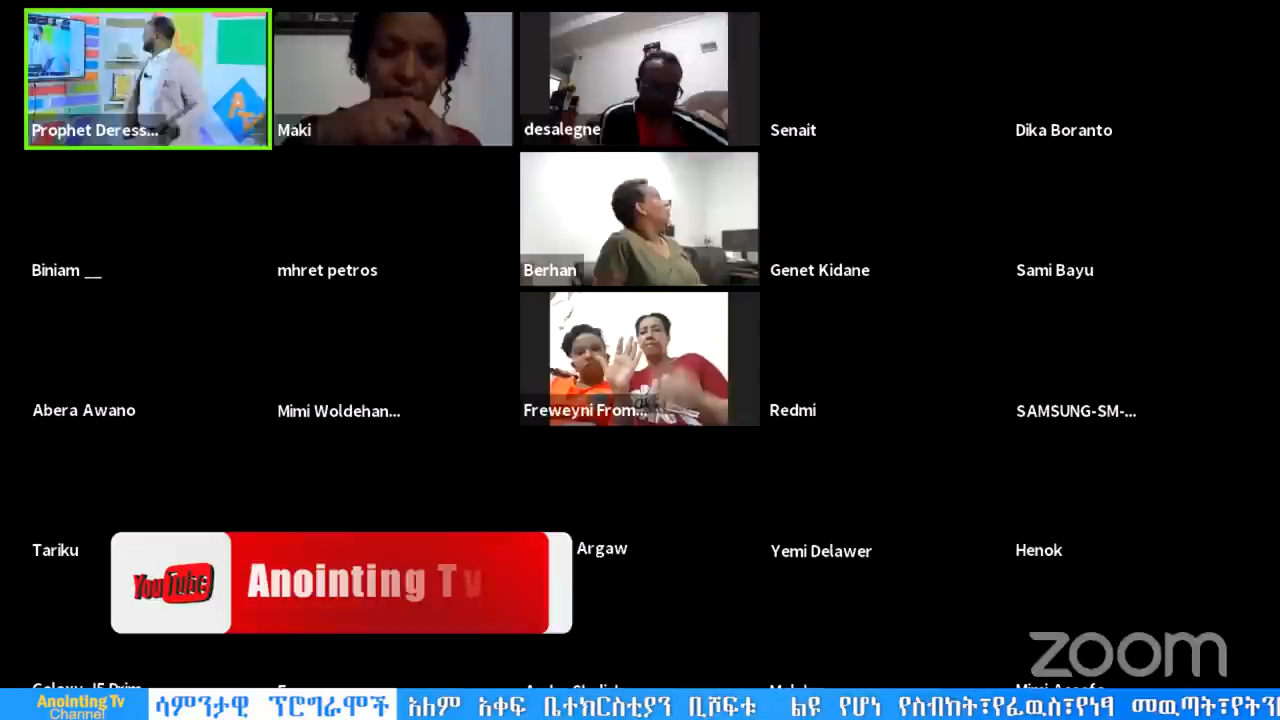 Prophet Deress...
Maki
desalegne
Senait
Dika Boranto
Biniam __
mhret petros
Berhan
Genet Kidane
Sami Bayu
Abera Awano
Mimi Woldehan...
Freweyni From...
Redmi
SAMSUNG-SM-...
Tariku
YouTube
Anointing Tv
Argaw
Yemi Delawer
Henok
zoom
Anointing Tv
Channel
ሳምንታዊ ፕሮግራሞች አለም አቀፍ ቤተክርስቲያን ቢሾፍቱ ልዩ የሆነ የስብከት፣የፈዉስ፣የነፃ መዉጣት፣የትን